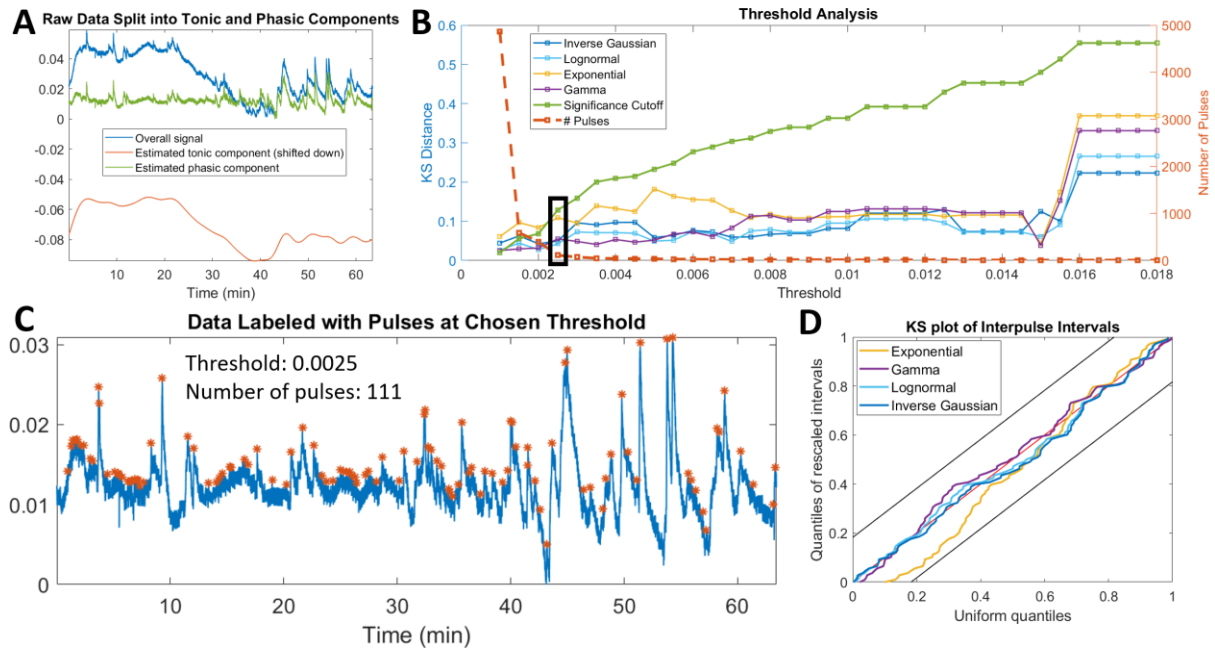 A
Raw Data Split into Tonic and Phasic Components
0.04
0.02
0
-0.02
-0.04
-0.06
-0.08
Overall signal
Estimated tonic component (shifted down)
Estimated phasic component
10 20 30 40 50 60
Time (min)
B
Threshold Analysis
KS Distance
0.6
0.5
0.4
0.3
0.2
0.1
0
Inverse Gaussian
Lognormal
Exponential
Gamma
Significance Cutoff
# Pulses
5000
4000
3000
2000
1000
0
Number of Pulses
0 0.002 0.004 0.006 0.008 0.01 0.012 0.014 0.016 0.018
Threshold
C
Data Labeled with Pulses at Chosen Threshold
Threshold: 0.0025
Number of pulses: 111
0.03
0.02
0.01
0
10 20 30 40 50 60
Time (min)
D
KS plot of Interpulse Intervals
Quantiles of rescaled intervals
1
0.8
0.6
0.4
0.2
0
Exponential
Gamma
Lognormal
Inverse Gaussian
0 0.2 0.4 0.6 0.8 1
Uniform quantiles